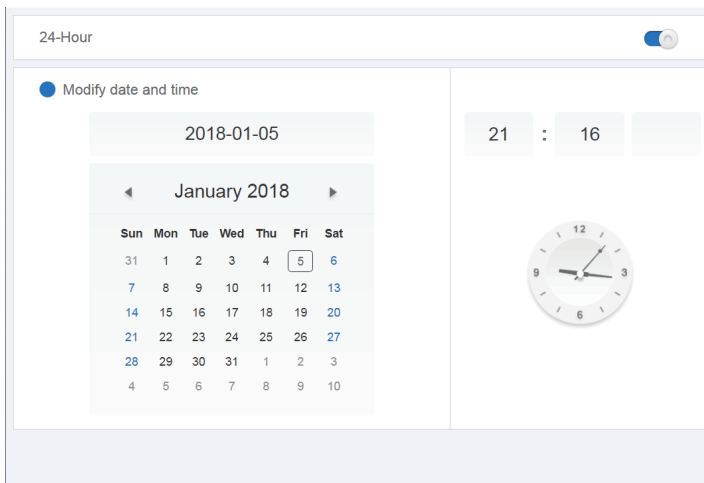 24-Hour
Modify date and time
2018-01-05
21 : 16
January 2018
Sun Mon Tue Wed Thu Fri Sat
31 1 2 3 4 5 6
7 8 9 10 11 12 13
14 15 16 17 18 19 20
21 22 23 24 25 26 27
28 29 30 31 1 2 3
4 5 6 7 8 9 10
12
9 3
6